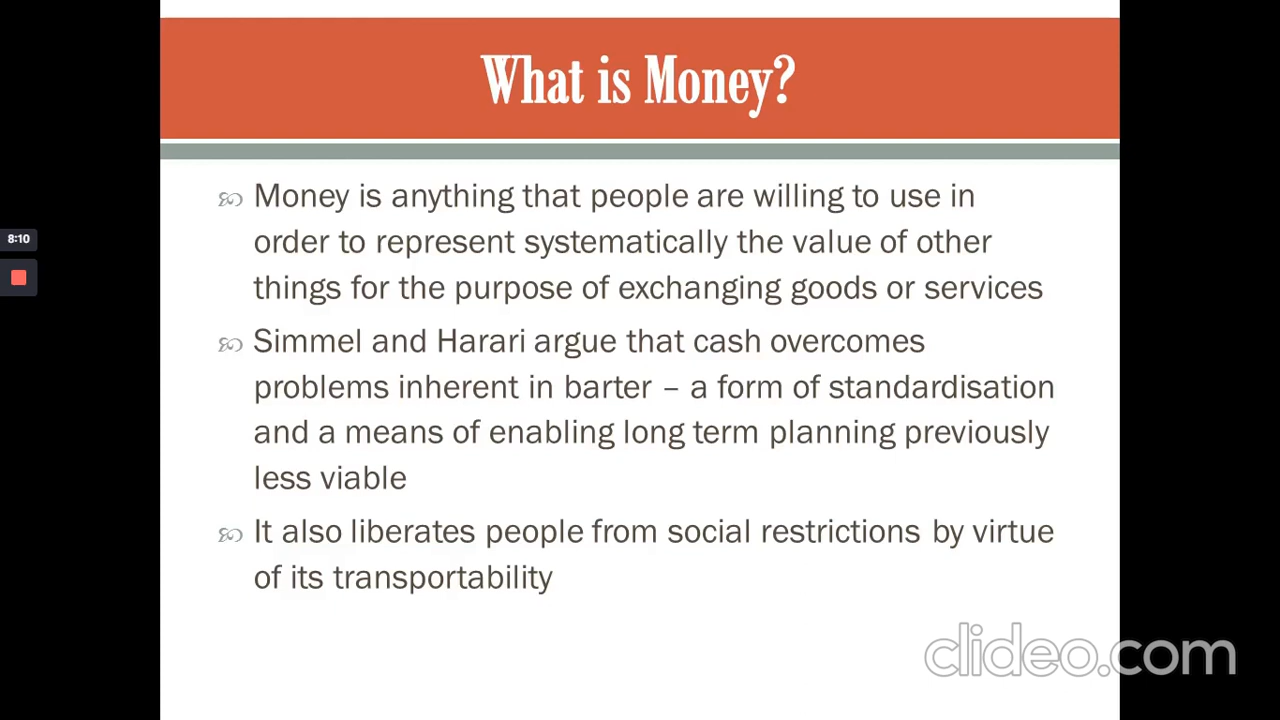 What is Money?
Money is anything that people are willing to use in
order to represent systematically the value of other
things for the purpose of exchanging goods or services
8:10
Simmel and Harari argue that cash overcomes
problems inherent in barter – a form of standardisation
and a means of enabling long term planning previously
less viable
It also liberates people from social restrictions by virtue
of its transportability
clideo.com